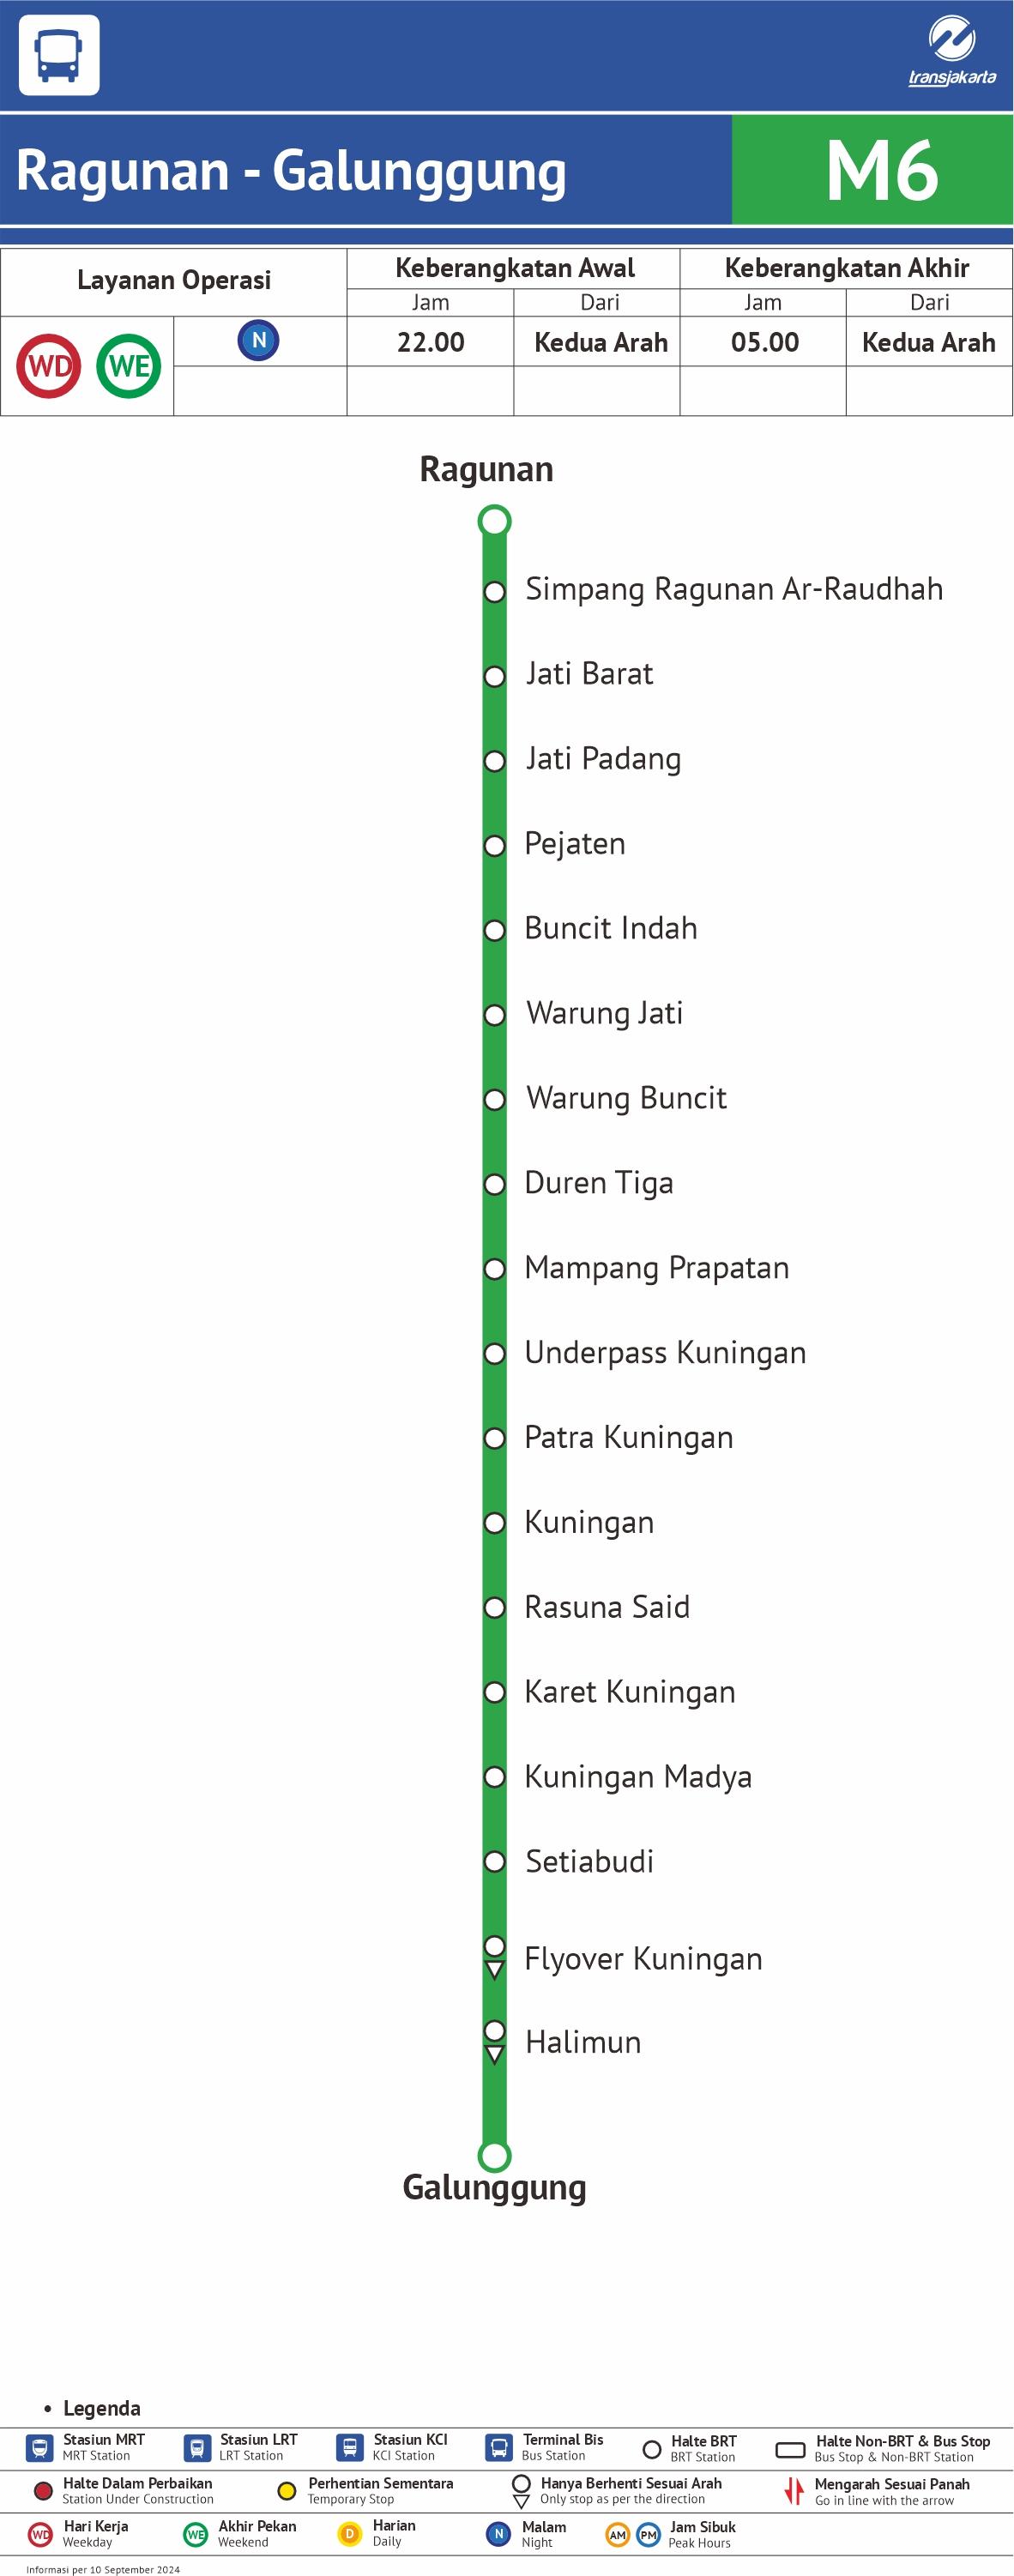 transjakarta
Ragunan - Galunggung M6
Layanan Operasi Keberangkatan Awal Keberangkatan Akhir
Jam Dari Jam Dari
WD WE N 22.00 Kedua Arah 05.00 Kedua Arah
Ragunan
Simpang Ragunan Ar-Raudhah
Jati Barat
Jati Padang
Pejaten
Buncit Indah
Warung Jati
Warung Buncit
Duren Tiga
Mampang Prapatan
Underpass Kuningan
Patra Kuningan
Kuningan
Rasuna Said
Karet Kuningan
Kuningan Madya
Setiabudi
Flyover Kuningan
Halimun
Galunggung
• Legenda
Stasiun MRT Stasiun LRT Stasiun KCI Terminal Bis Halte BRT Halte Non-BRT & Bus Stop
MRT Station LRT Station KCI Station Bus Station BRT Station Bus Stop & Non-BRT Station
Halte Dalam Perbaikan Perhentian Sementara Hanya Berhenti Sesuai Arah Mengarah Sesuai Panah
Station Under Construction Temporary Stop Only stop as per the direction Go in line with the arrow
WD Hari Kerja WE Akhir Pekan D Harian N Malam AM PM Jam Sibuk
Weekday Weekend Daily Night Peak Hours
Informasi per 10 September 2024